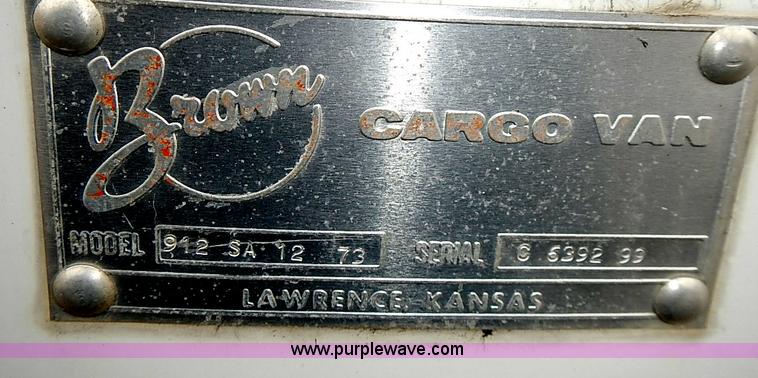 Brown CARGO VAN
MODEL 912 SA 12 73 SERIAL C 6392 99
LAWRENCE, KANSAS
www.purplewave.com